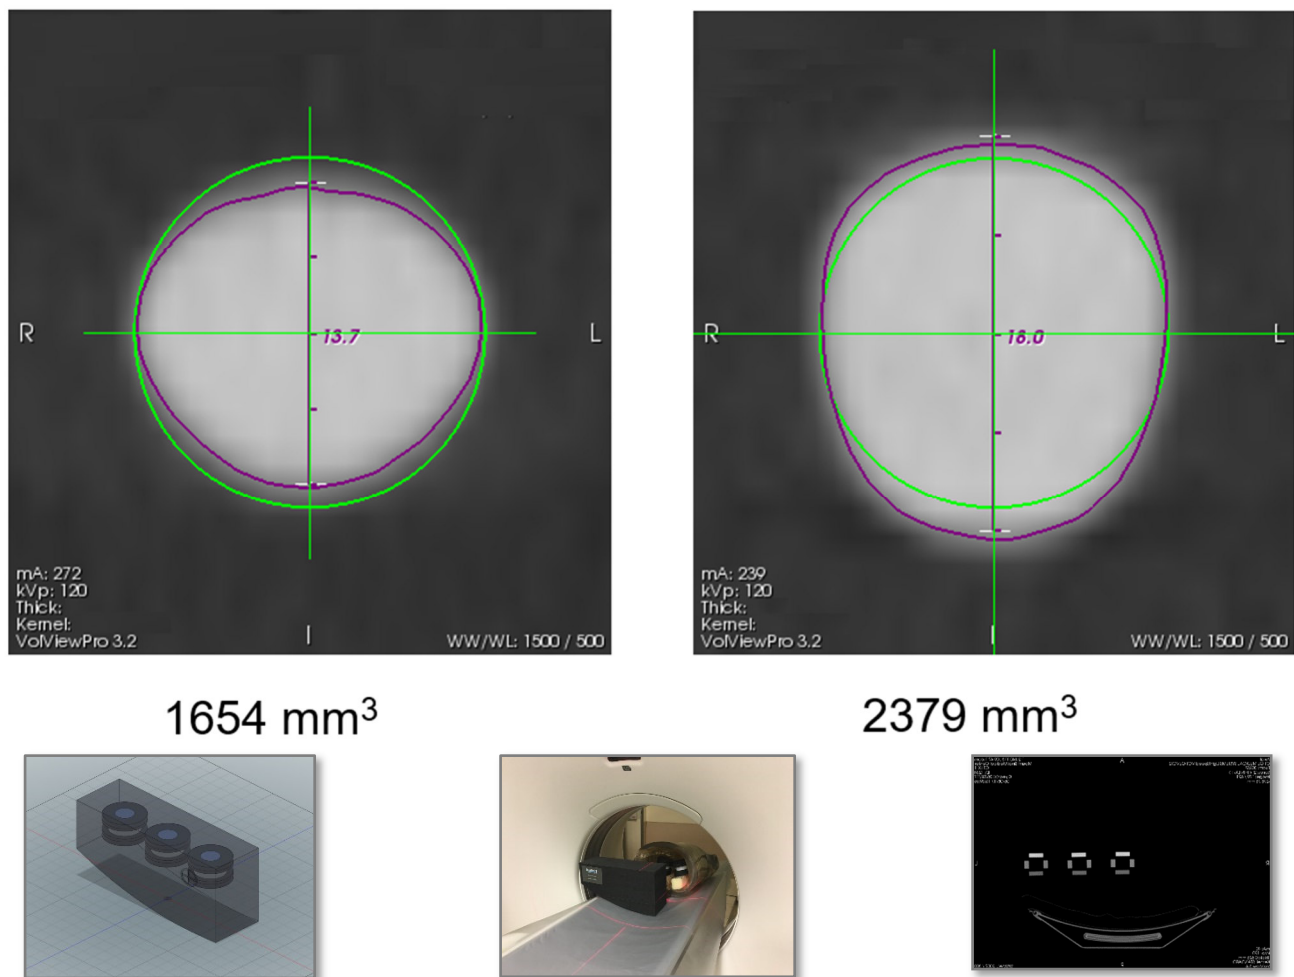 R
13.7
L
mA: 272
kVp: 120
Thick:
Kernel:
VolViewPro 3.2
I
WW/WL: 1500 / 500
R
18.0
L
mA: 239
kVp: 120
Thick:
Kernel:
VolViewPro 3.2
I
WW/WL: 1500 / 500
1654 mm³
2379 mm³
A